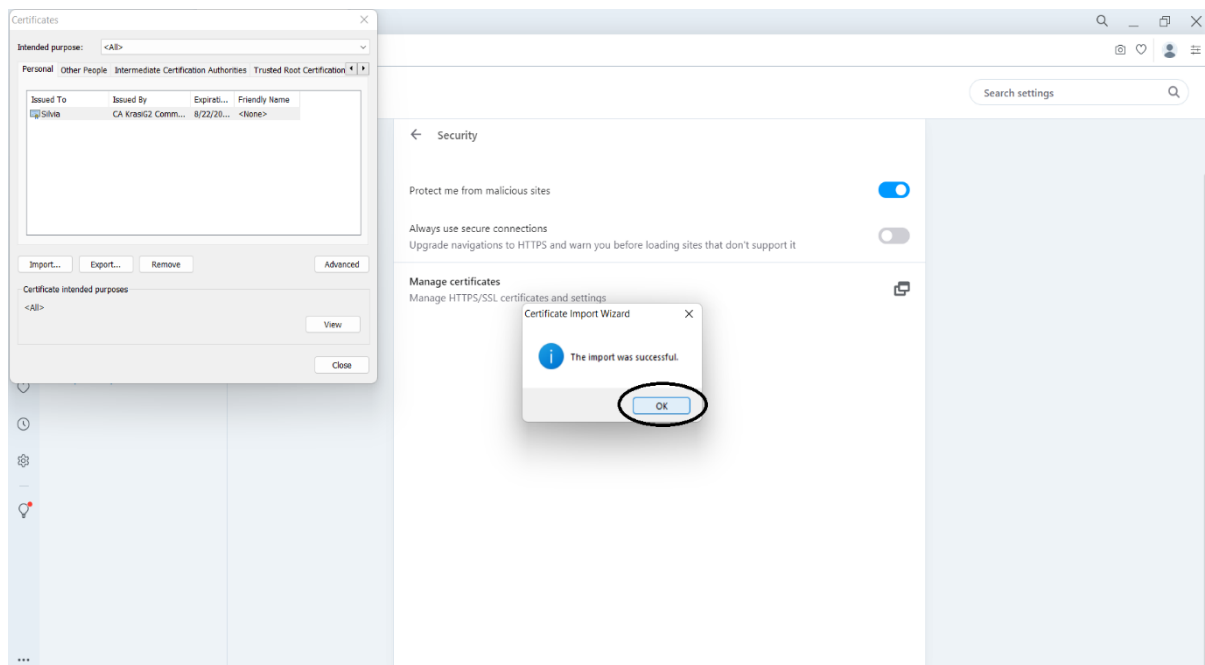 Certificates
Intended purpose: <All>
Personal Other People Intermediate Certification Authorities Trusted Root Certification
Issued To Issued By Expirati... Friendly Name
Silvia CA KrasiG2 Comm... 8/22/20... <None>
Import... Export... Remove Advanced
Certificate intended purposes
<All>
View
Close
Search settings
Security
Protect me from malicious sites
Always use secure connections
Upgrade navigations to HTTPS and warn you before loading sites that don't support it
Manage certificates
Manage HTTPS/SSL certificates and settings
Certificate Import Wizard
The import was successful.
OK